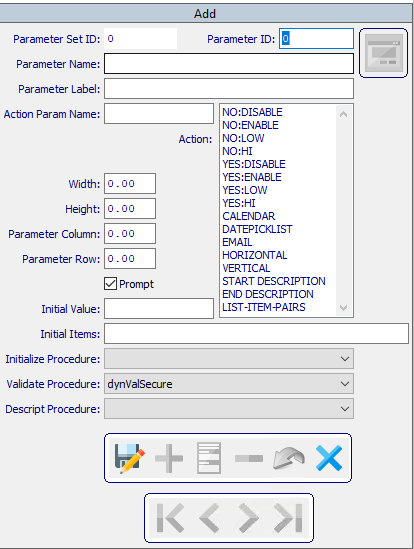 Add
Parameter Set ID: 0 Parameter ID: 0
Parameter Name:
Parameter Label:
Action Param Name:
Action:
NO:DISABLE
NO:ENABLE
NO:LOW
NO:HI
YES:DISABLE
YES:ENABLE
YES:LOW
YES:HI
CALENDAR
DATEPICKLIST
EMAIL
HORIZONTAL
VERTICAL
START DESCRIPTION
END DESCRIPTION
LIST-ITEM-PAIRS
Width: 0.00
Height: 0.00
Parameter Column: 0.00
Parameter Row: 0.00
Prompt
Initial Value:
Initial Items:
Initialize Procedure:
Validate Procedure: dynValSecure
Descript Procedure: